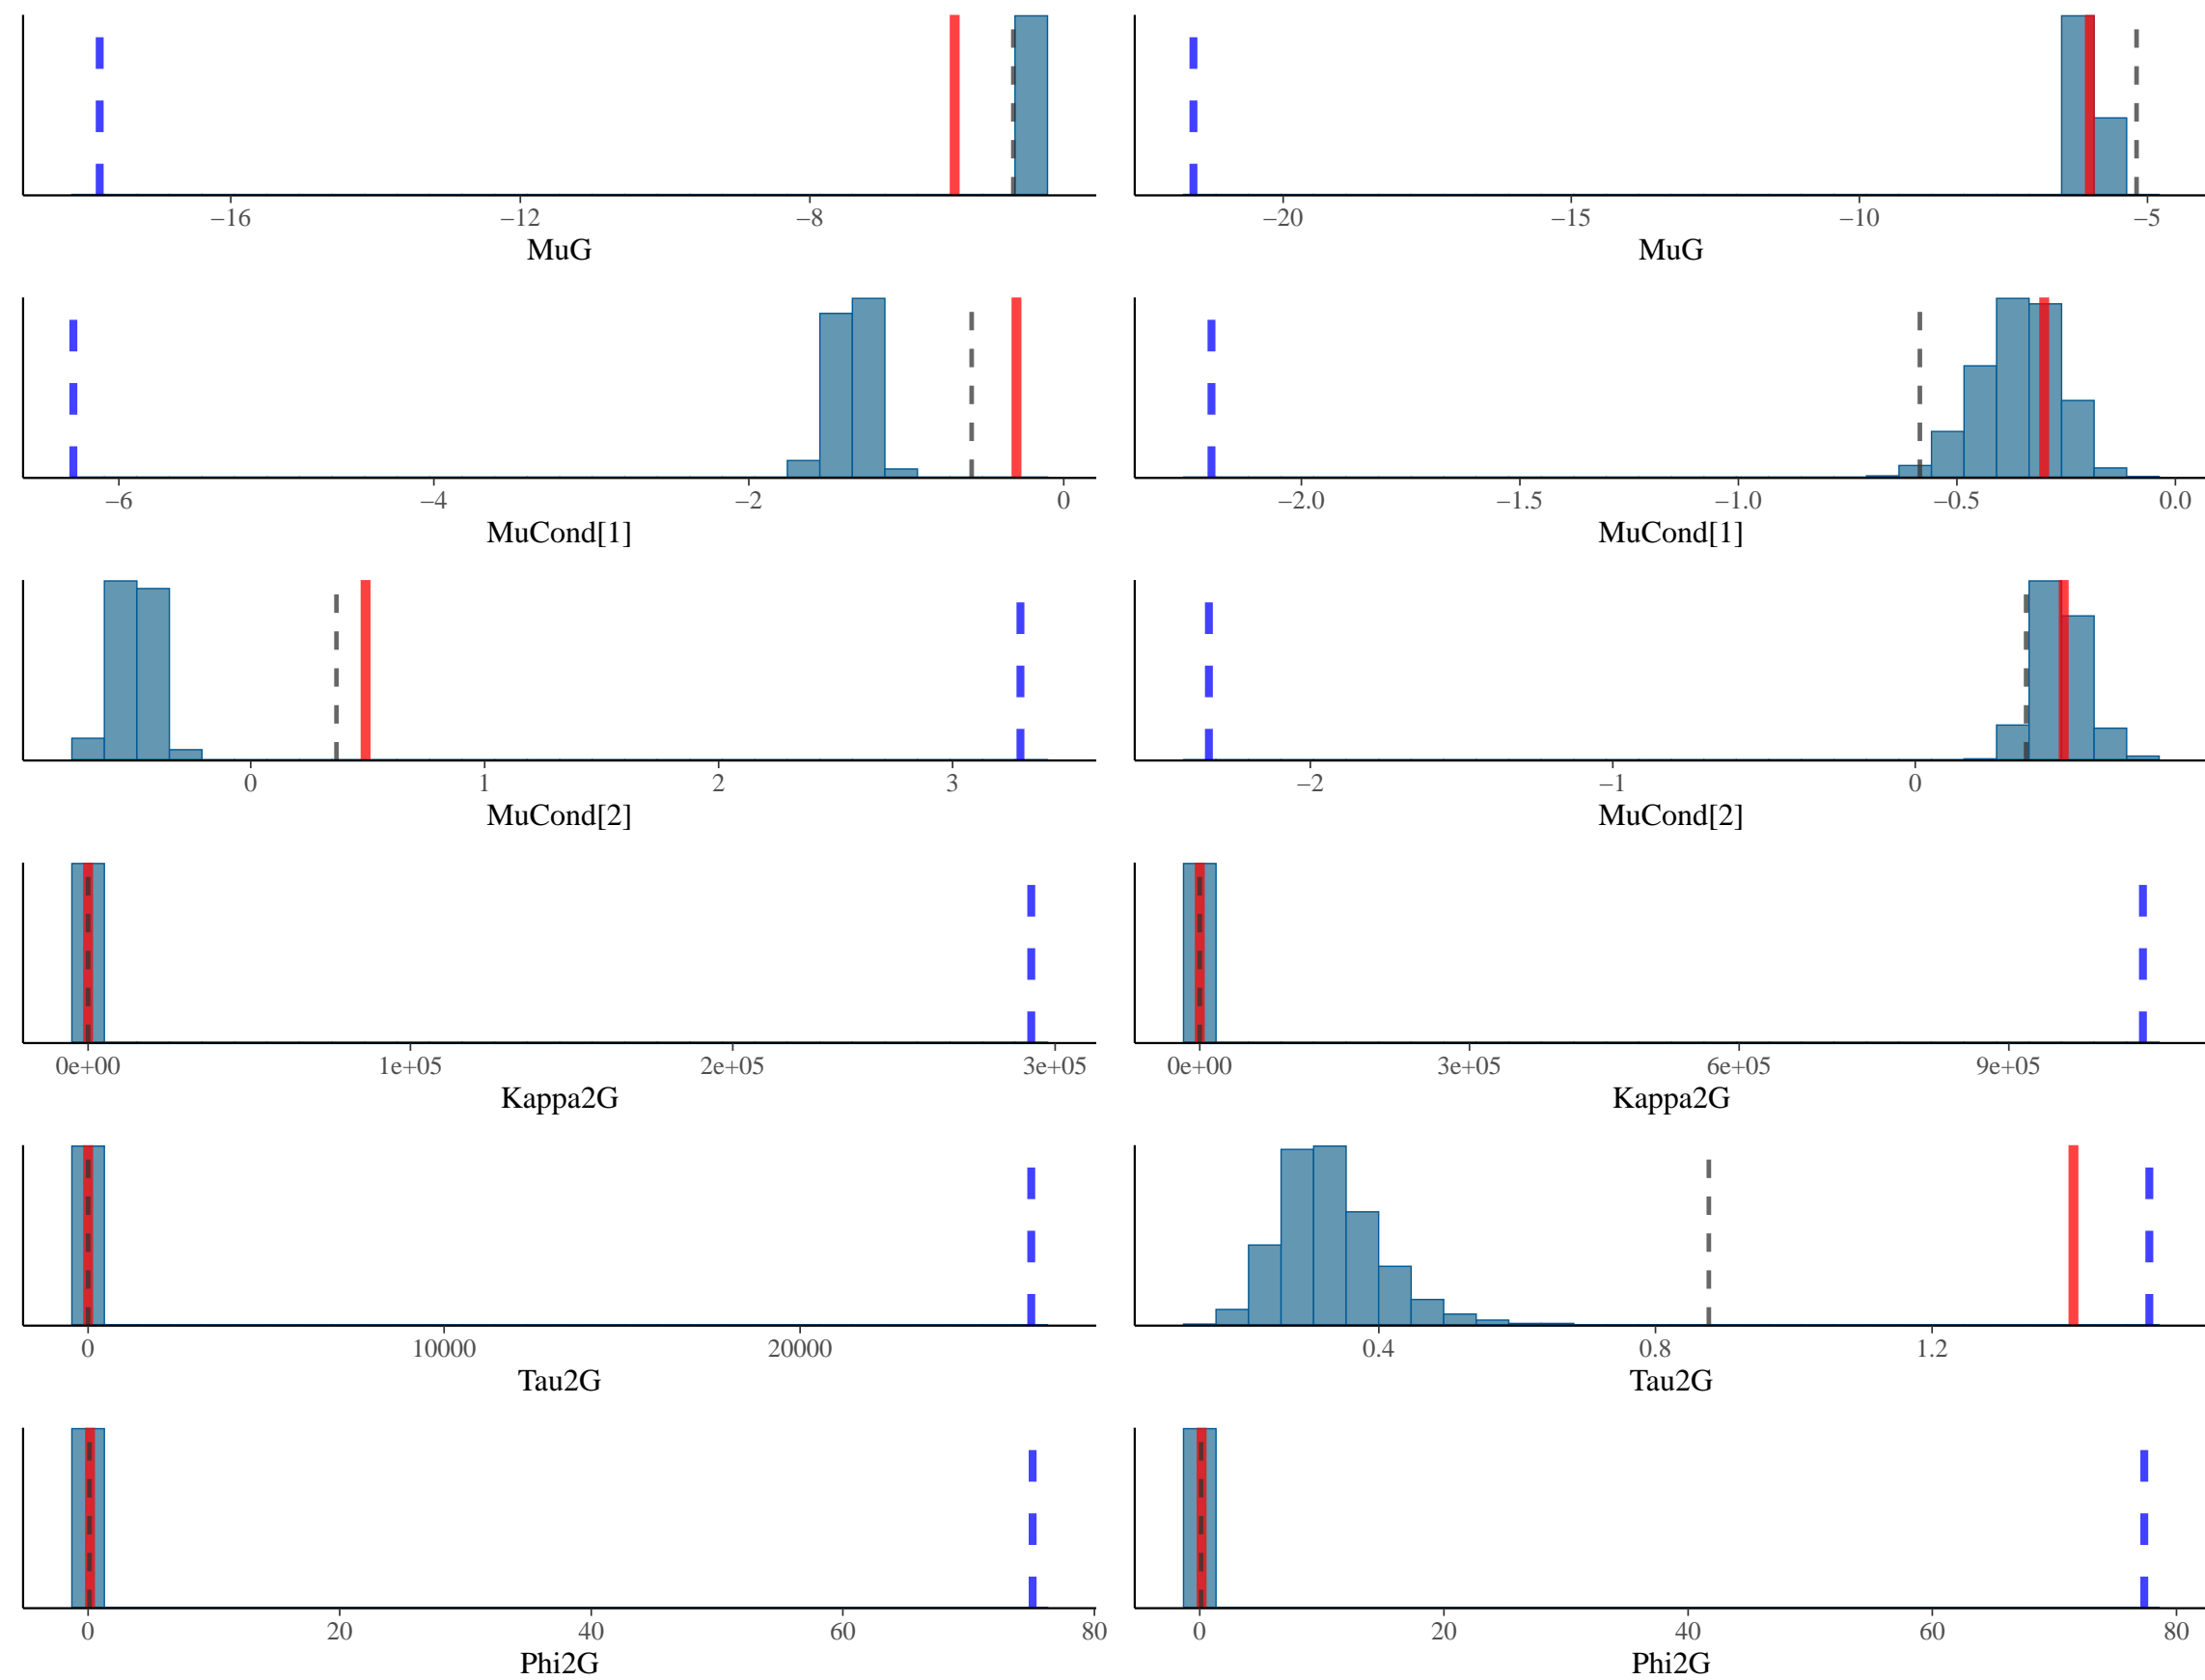 −16 −12 −8
MuG
−20 −15 −10 −5
MuG
−6 −4 −2 0
MuCond[1]
−2.0 −1.5 −1.0 −0.5 0.0
MuCond[1]
0 1 2 3
MuCond[2]
−2 −1 0
MuCond[2]
0e+00 1e+05 2e+05 3e+05
Kappa2G
0e+00 3e+05 6e+05 9e+05
Kappa2G
0 10000 20000
Tau2G
0.4 0.8 1.2
Tau2G
0 20 40 60 80
Phi2G
0 20 40 60 80
Phi2G